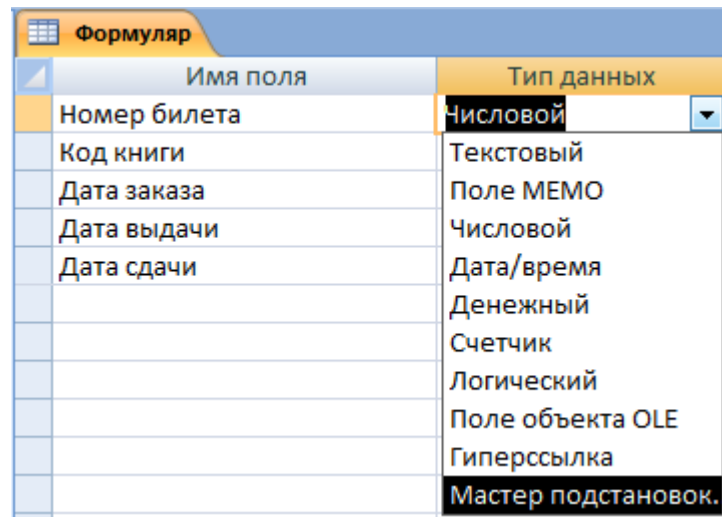 Формуляр
Имя поля Тип данных
Номер билета Числовой
Код книги Текстовый
Дата заказа Поле МЕМО
Дата выдачи Числовой
Дата сдачи Дата/время
Денежный
Счетчик
Логический
Поле объекта OLE
Гиперссылка
Мастер подстановок.